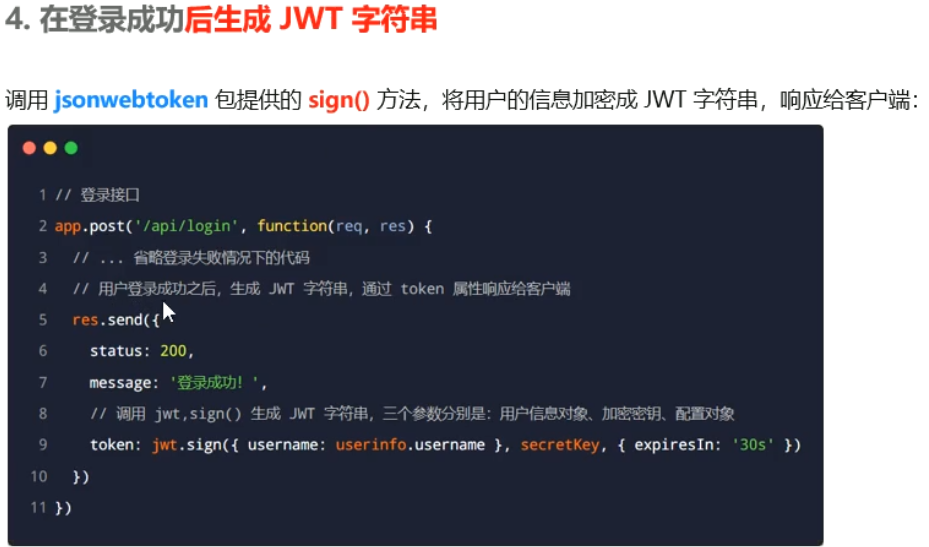 4. 在登录成功后生成 JWT 字符串
调用 jsonwebtoken 包提供的 sign() 方法，将用户的信息加密成 JWT 字符串，响应给客户端：
1 // 登录接口
2 app.post('/api/login', function(req, res) {
3 // ... 省略登录失败情况下的代码
4 // 用户登录成功之后，生成 JWT 字符串，通过 token 属性响应给客户端
5 res.send({
6 status: 200,
7 message: '登录成功！',
8 // 调用 jwt,sign() 生成 JWT 字符串，三个参数分别是：用户信息对象、加密密钥、配置对象
9 token: jwt.sign({ username: userinfo.username }, secretKey, { expiresIn: '30s' })
10 })
11 })